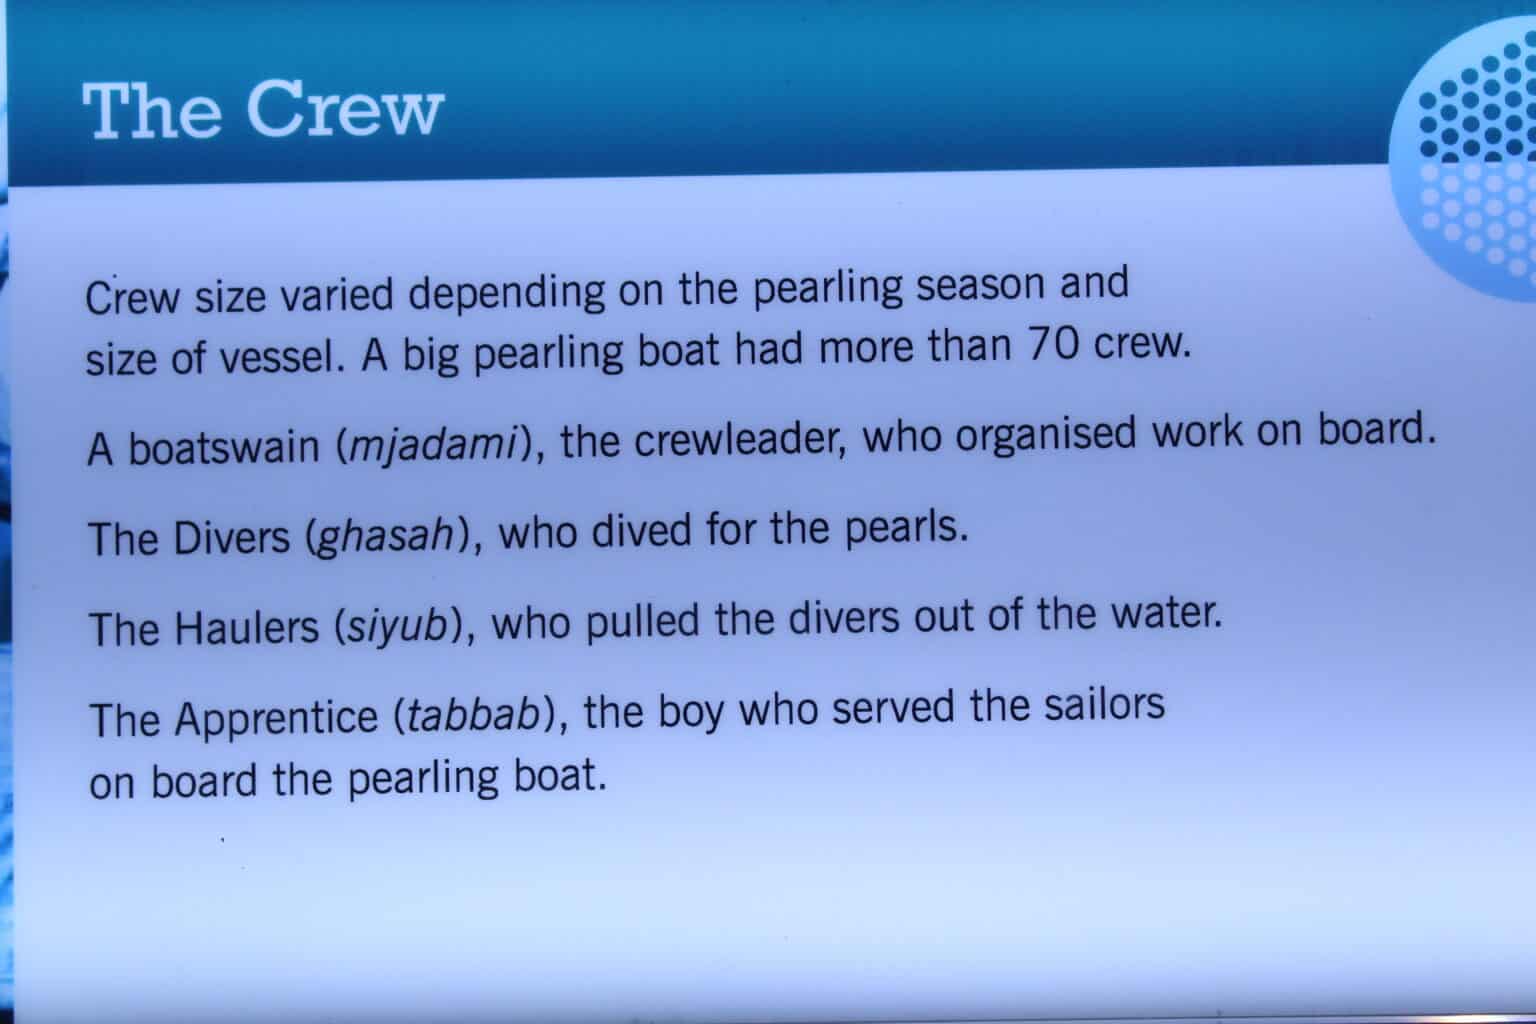 The Crew
Crew size varied depending on the pearling season and
size of vessel. A big pearling boat had more than 70 crew.
A boatswain (mjadami), the crewleader, who organised work on board.
The Divers (ghasah), who dived for the pearls.
The Haulers (siyub), who pulled the divers out of the water.
The Apprentice (tabbab), the boy who served the sailors
on board the pearling boat.